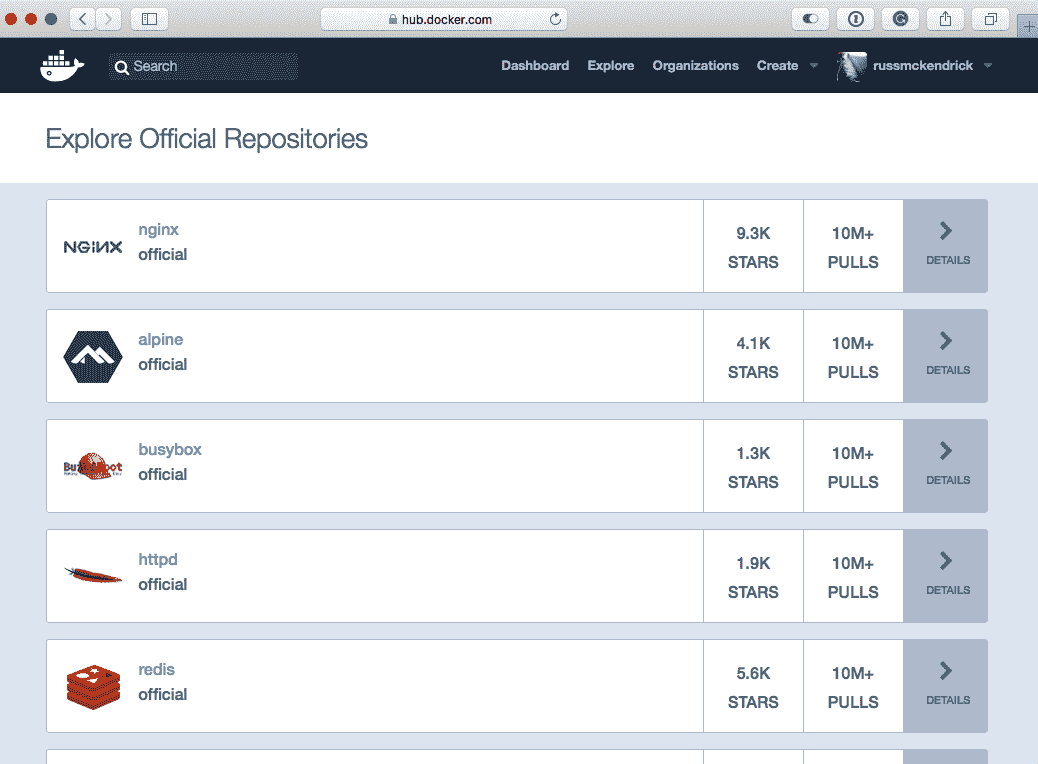 hub.docker.com
Search
Dashboard Explore Organizations Create russmckendrick
Explore Official Repositories
NGINX
nginx
official
9.3K
STARS
10M+
PULLS
DETAILS
alpine
official
4.1K
STARS
10M+
PULLS
DETAILS
busybox
official
1.3K
STARS
10M+
PULLS
DETAILS
httpd
official
1.9K
STARS
10M+
PULLS
DETAILS
redis
official
5.6K
STARS
10M+
PULLS
DETAILS